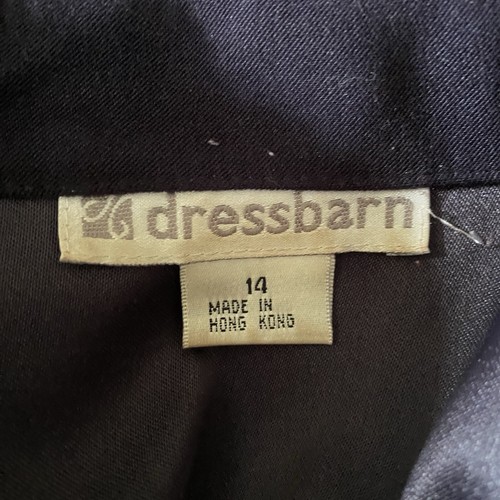 dressbarn
14
MADE IN
HONG KONG